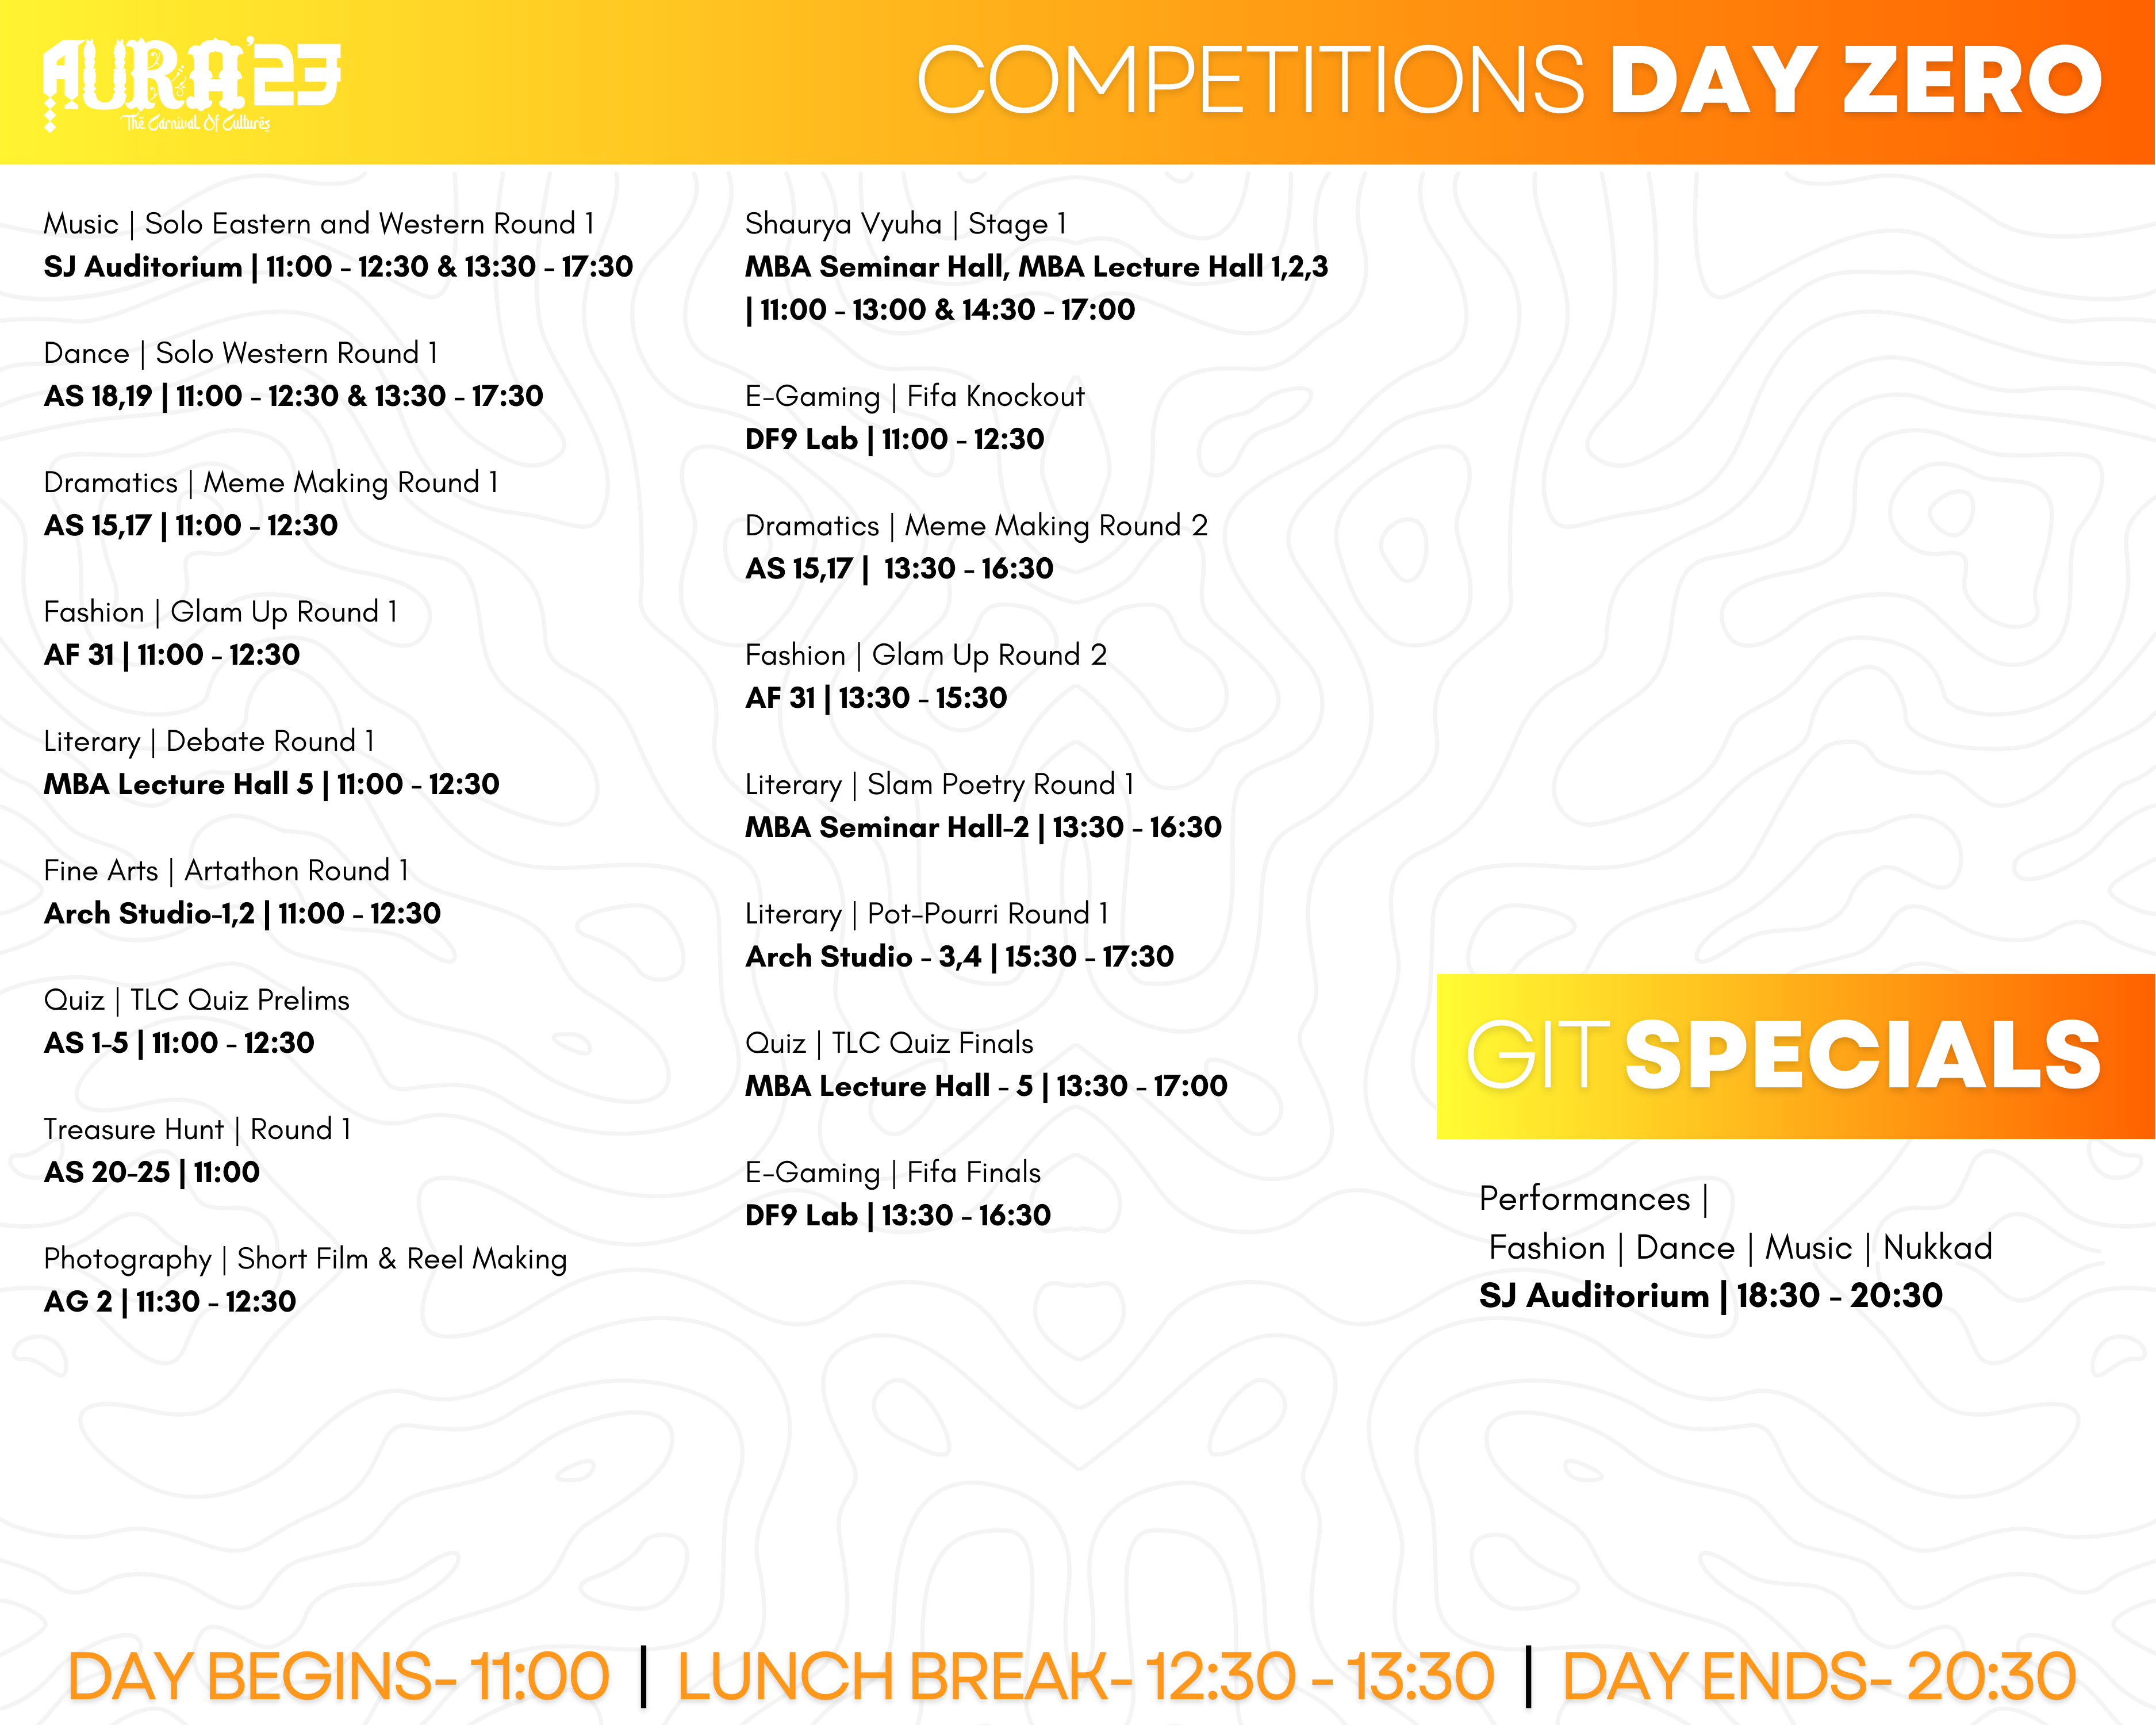 AURA'23
The Carnival Of Cultures
COMPETITIONS DAY ZERO
Music | Solo Eastern and Western Round 1
SJ Auditorium | 11:00 - 12:30 & 13:30 - 17:30
Dance | Solo Western Round 1
AS 18,19 | 11:00 - 12:30 & 13:30 - 17:30
Dramatics | Meme Making Round 1
AS 15,17 | 11:00 - 12:30
Fashion | Glam Up Round 1
AF 31 | 11:00 - 12:30
Literary | Debate Round 1
MBA Lecture Hall 5 | 11:00 - 12:30
Fine Arts | Artathon Round 1
Arch Studio-1,2 | 11:00 - 12:30
Quiz | TLC Quiz Prelims
AS 1-5 | 11:00 - 12:30
Treasure Hunt | Round 1
AS 20-25 | 11:00
Photography | Short Film & Reel Making
AG 2 | 11:30 - 12:30
Shaurya Vyuha | Stage 1
MBA Seminar Hall, MBA Lecture Hall 1,2,3
| 11:00 - 13:00 & 14:30 - 17:00
E-Gaming | Fifa Knockout
DF9 Lab | 11:00 - 12:30
Dramatics | Meme Making Round 2
AS 15,17 | 13:30 - 16:30
Fashion | Glam Up Round 2
AF 31 | 13:30 - 15:30
Literary | Slam Poetry Round 1
MBA Seminar Hall-2 | 13:30 - 16:30
Literary | Pot-Pourri Round 1
Arch Studio - 3,4 | 15:30 - 17:30
Quiz | TLC Quiz Finals
MBA Lecture Hall - 5 | 13:30 - 17:00
E-Gaming | Fifa Finals
DF9 Lab | 13:30 - 16:30
GIT SPECIALS
Performances |
Fashion | Dance | Music | Nukkad
SJ Auditorium | 18:30 - 20:30
DAY BEGINS- 11:00 | LUNCH BREAK- 12:30 - 13:30 | DAY ENDS- 20:30